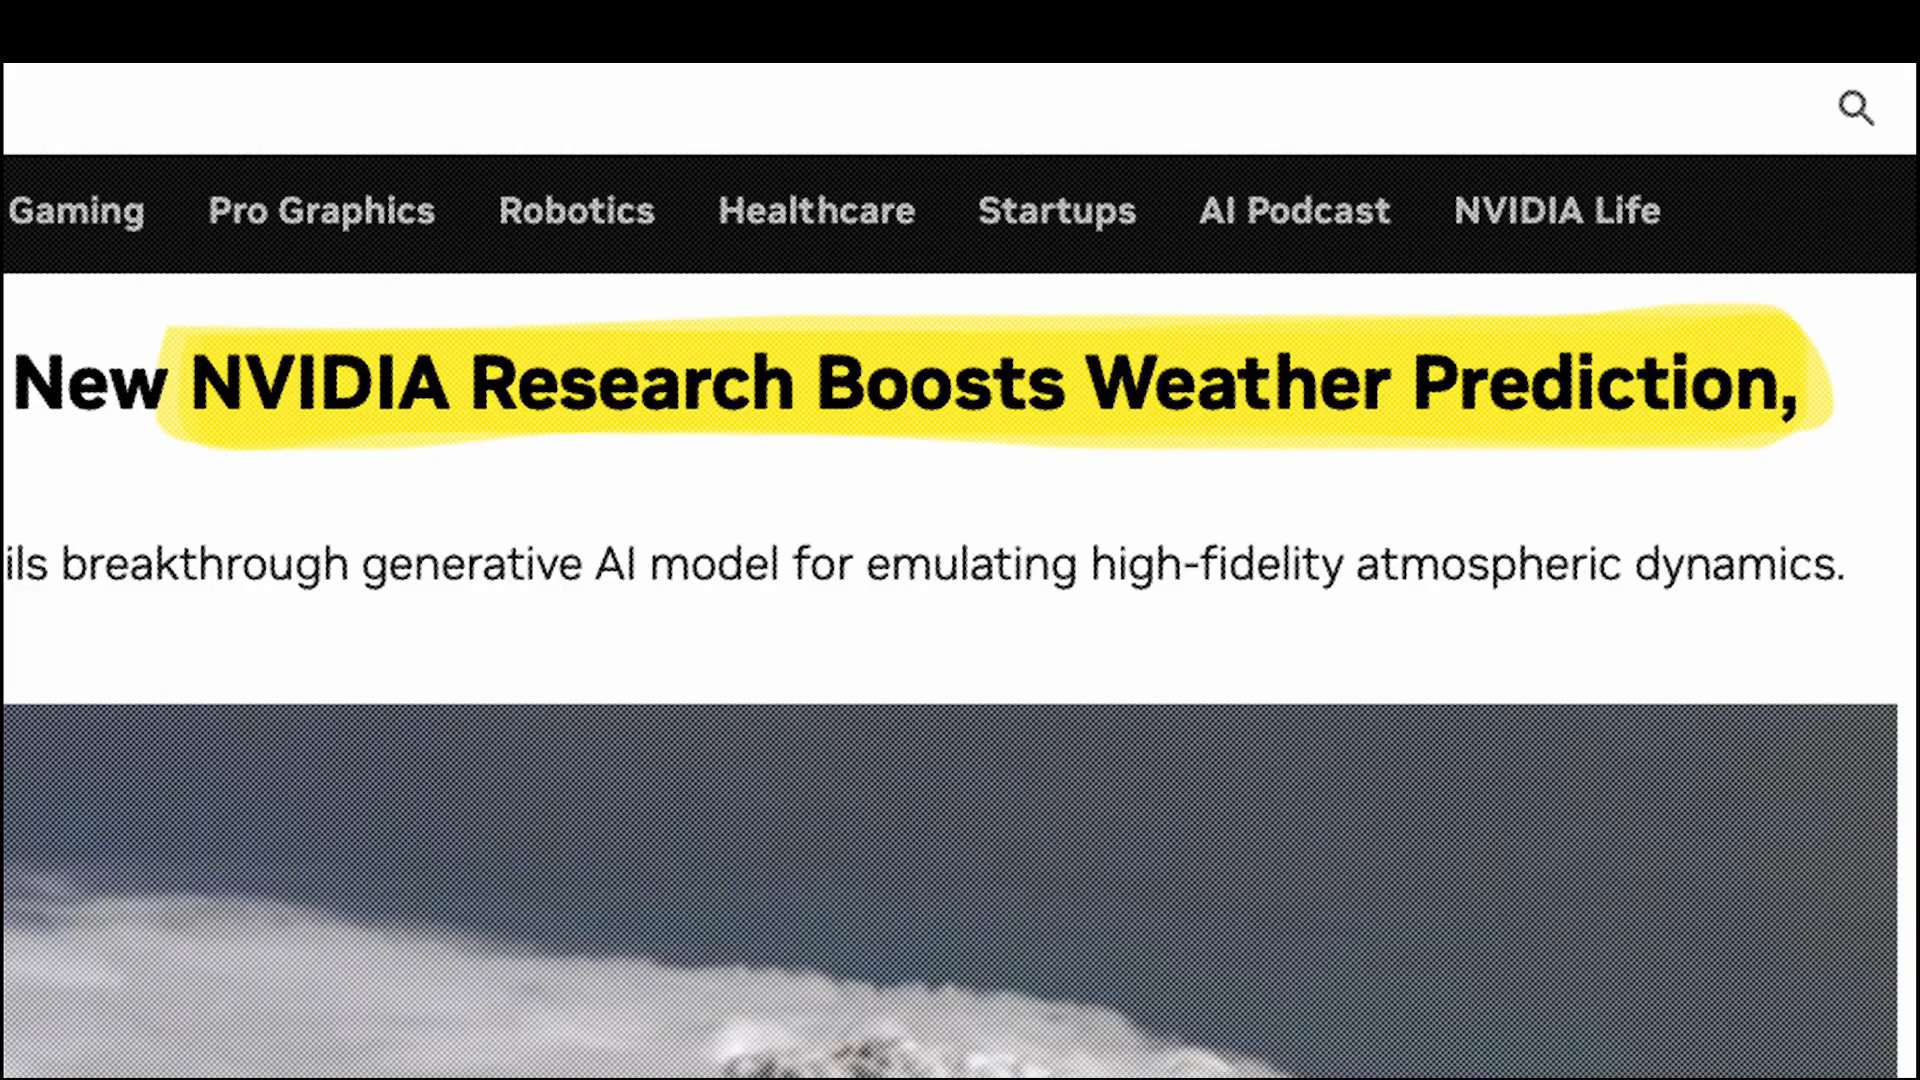 Gaming Pro Graphics Robotics Healthcare Startups AI Podcast NVIDIA Life
New NVIDIA Research Boosts Weather Prediction,
ils breakthrough generative AI model for emulating high-fidelity atmospheric dynamics.